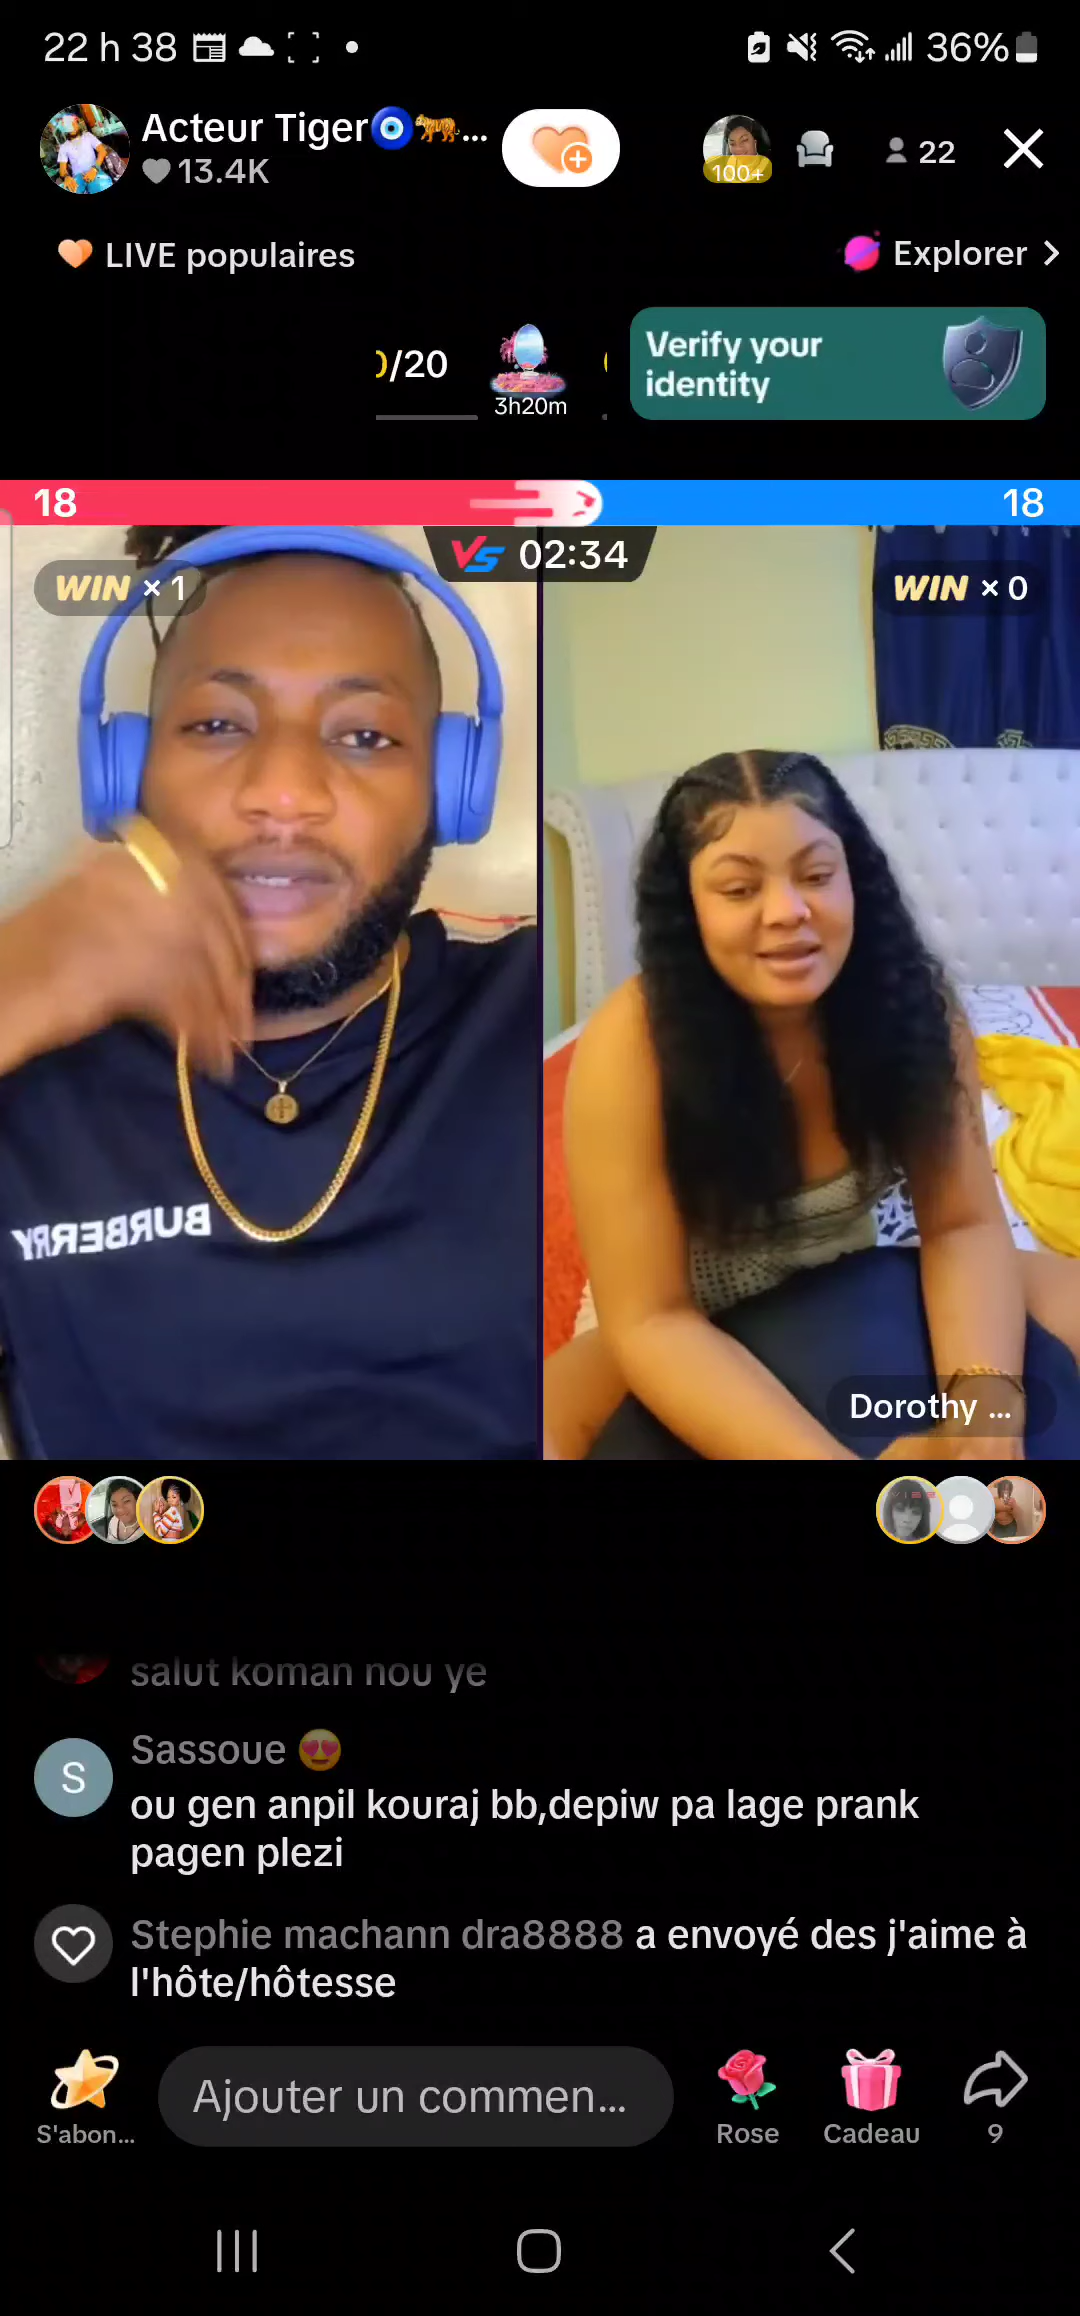 22 h 38
36%
Acteur Tiger🧿🐅...
13.4K
100+
22
LIVE populaires
Explorer
0/20
3h20m
Verify your
identity
18
18
VS 02:34
WIN × 1
WIN × 0
BURBERRY
Dorothy ...
salut koman nou ye
S
Sassoue 😍
ou gen anpil kouraj bb,depiw pa lage prank
pagen plezi
Stephie machann dra8888 a envoyé des j'aime à
l'hôte/hôtesse
S'abon...
Ajouter un commen...
Rose
Cadeau
9